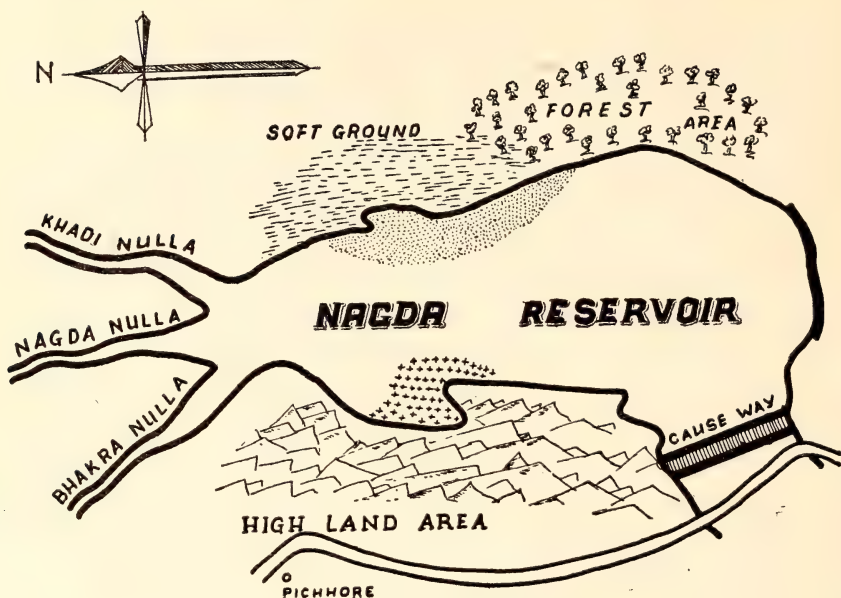 N
SOFT GROUND
FOREST
AREA
KHADI NULLA
NAGDA NULLA
BHAKRA NULLA
NAGDA RESERVOIR
CAUSE WAY
HIGH LAND AREA
PICHHORE